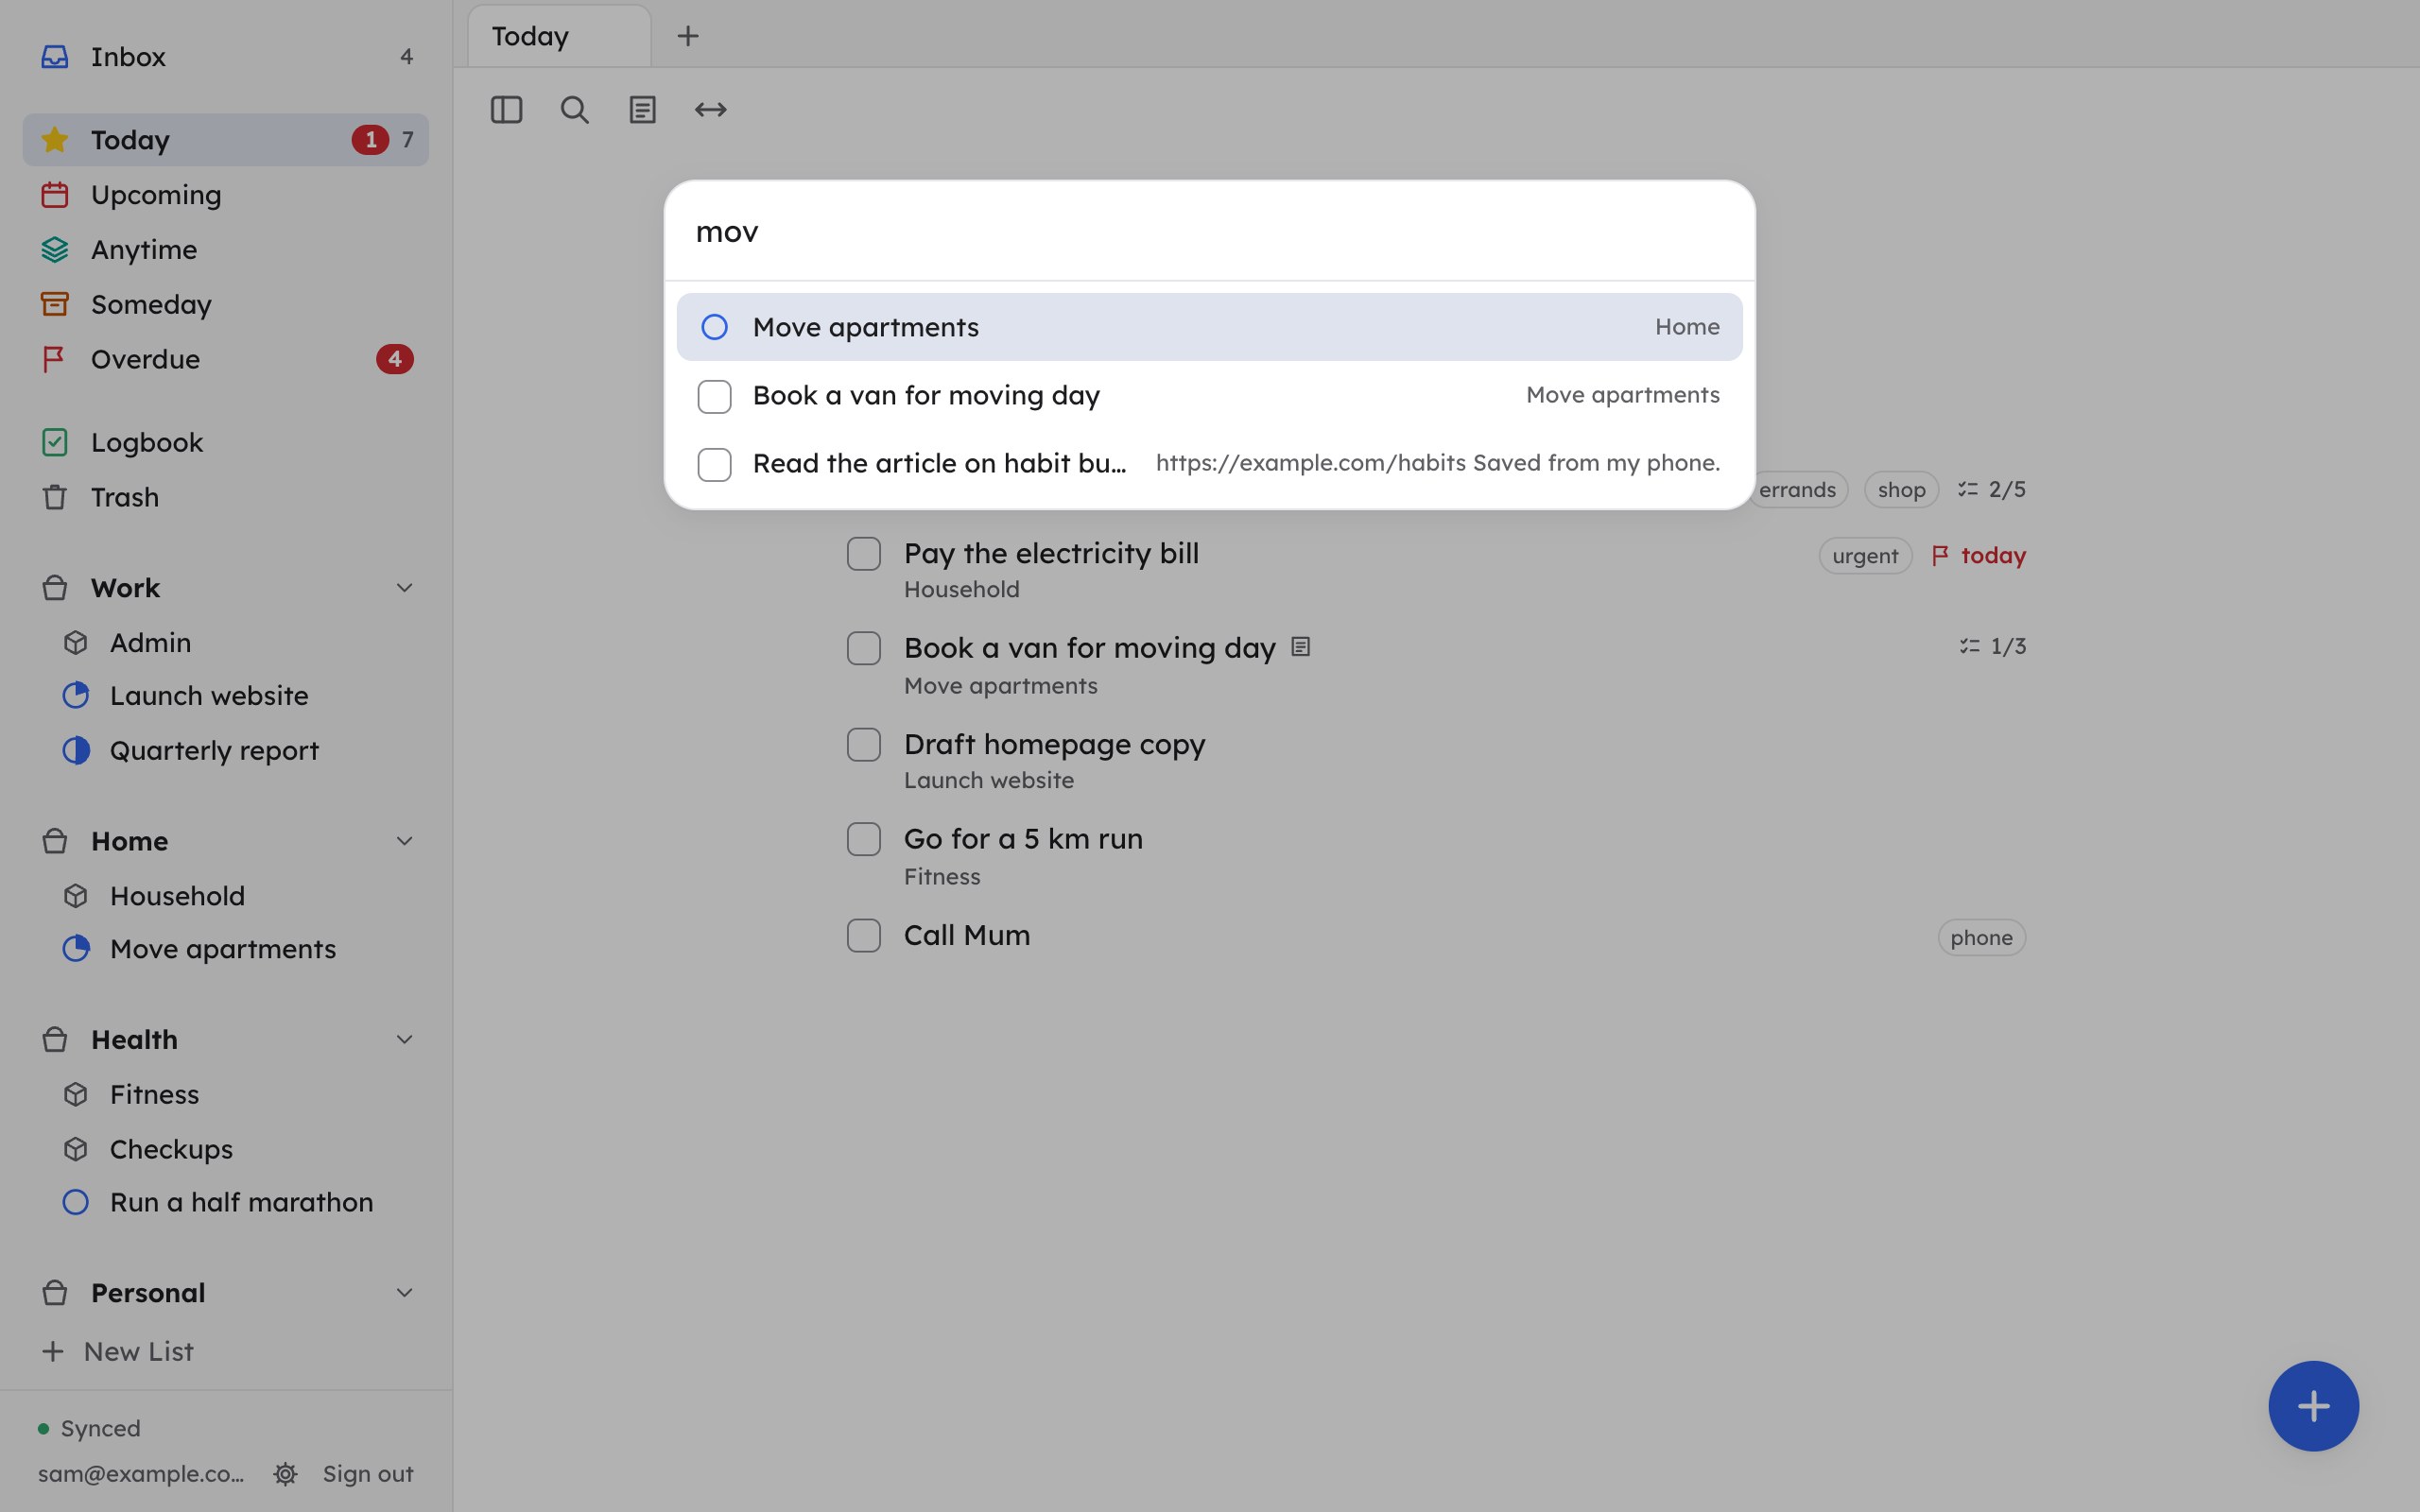 Inbox 4
Today 1 7
Upcoming
Anytime
Someday
Overdue 4
Logbook
Trash
Work
Admin
Launch website
Quarterly report
Home
Household
Move apartments
Health
Fitness
Checkups
Run a half marathon
Personal
New List
Synced
sam@example.co... Sign out
Today
mov
Move apartments Home
Book a van for moving day Move apartments
Read the article on habit bu... https://example.com/habits Saved from my phone.
errands shop 2/5
Pay the electricity bill urgent today
Household
Book a van for moving day 1/3
Move apartments
Draft homepage copy
Launch website
Go for a 5 km run
Fitness
Call Mum phone